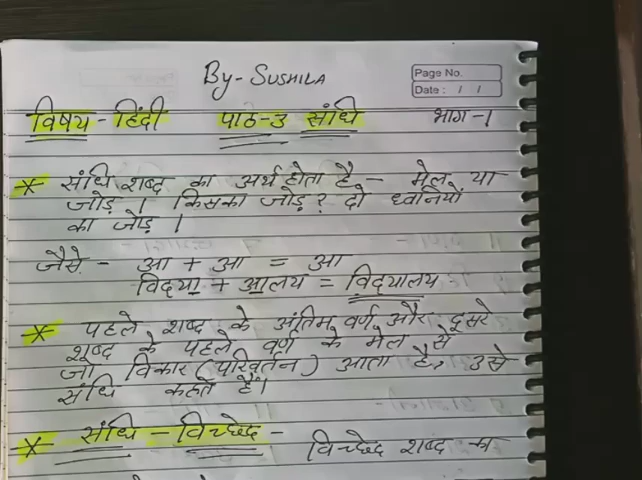 By- SUSHILA
Page No.
Date : / /
विषय - हिंदी पाठ-3 संधि भाग-1
* संधि शब्द का अर्थ होता है - मेल या
जोड़ । किसका जोड़? दो ध्वनियों
का जोड़ ।
जैसे - आ + आ = आ
विद्या + आलय = विद्यालय
* पहले शब्द के अंतिम वर्ण और दूसरे
शब्द के पहले वर्ण के मेल से
जो विकार (परिवर्तन) आता है, उसे
संधि कहते हैं।
* संधि - विच्छेद - विच्छेद शब्द का